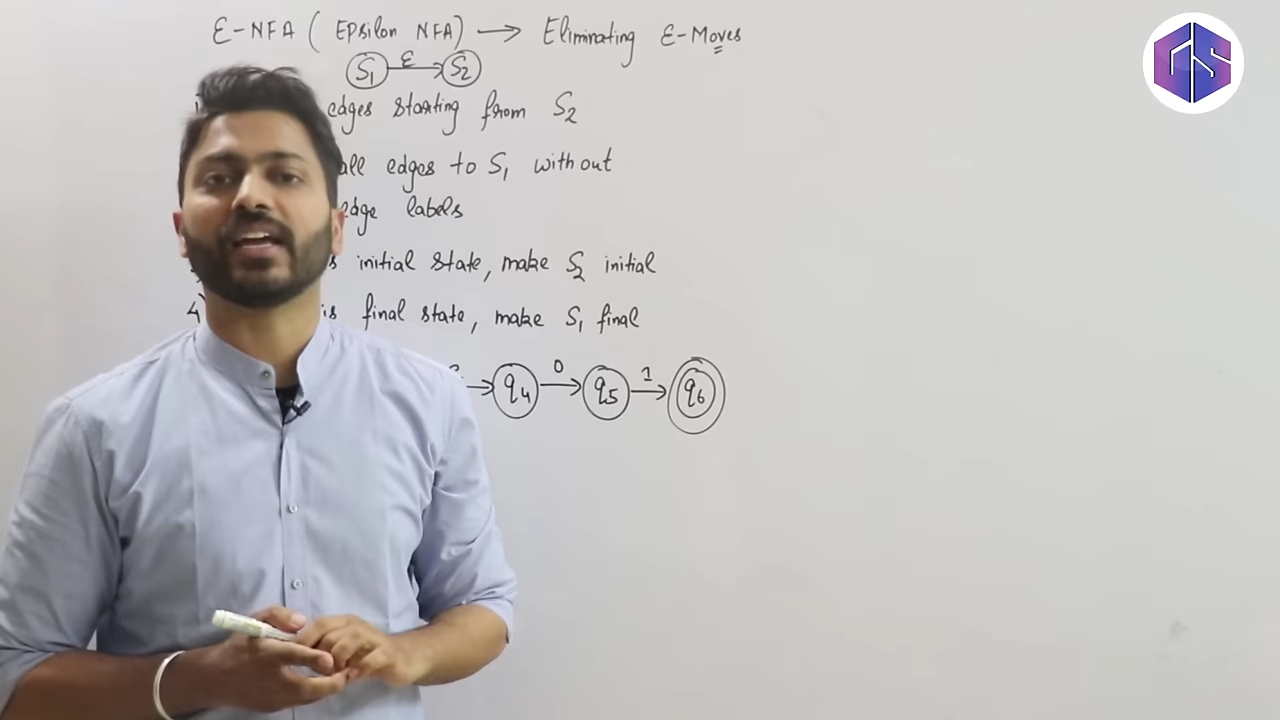 ε-NFA ( Epsilon NFA) → Eliminating ε-Moves
S1 ε S2
edges starting from S2
all edges to S1 without
edge labels
initial state, make S2 initial
4) is final state, make S1 final
q4 0 q5 1 q6
GS